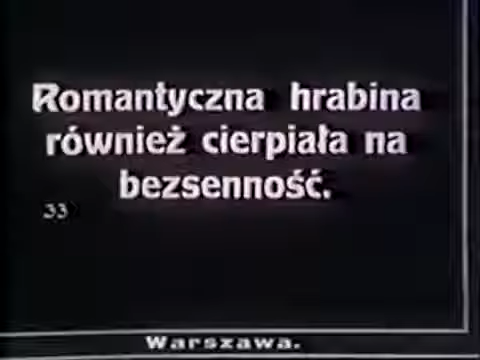 Romantyczna hrabina
również cierpiała na
bezsenność.
33
Warszawa.